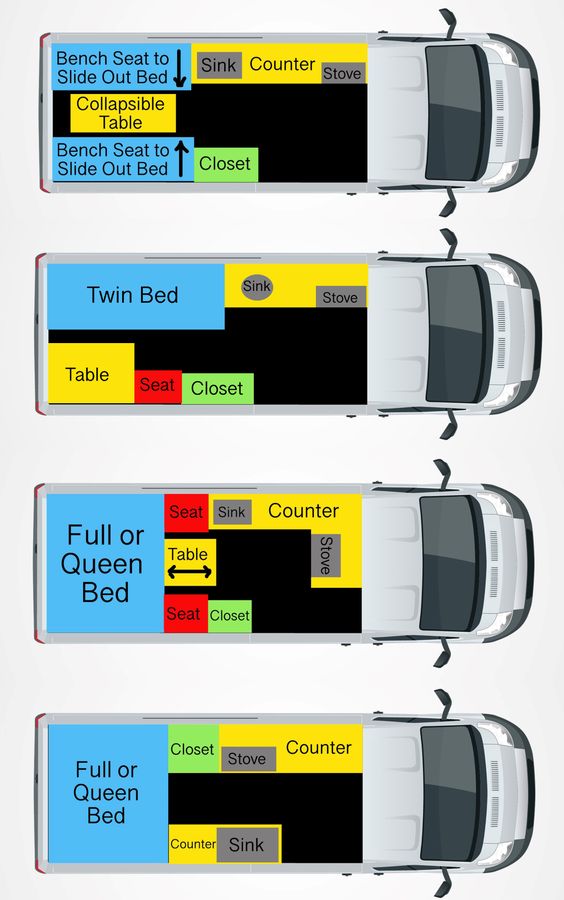 Bench Seat to
Slide Out Bed
Sink
Counter
Stove
Collapsible
Table
Bench Seat to
Slide Out Bed
Closet
Twin Bed
Sink
Stove
Table
Seat
Closet
Full or
Queen
Bed
Seat
Sink
Counter
Table
Stove
Seat
Closet
Full or
Queen
Bed
Closet
Stove
Counter
Counter
Sink